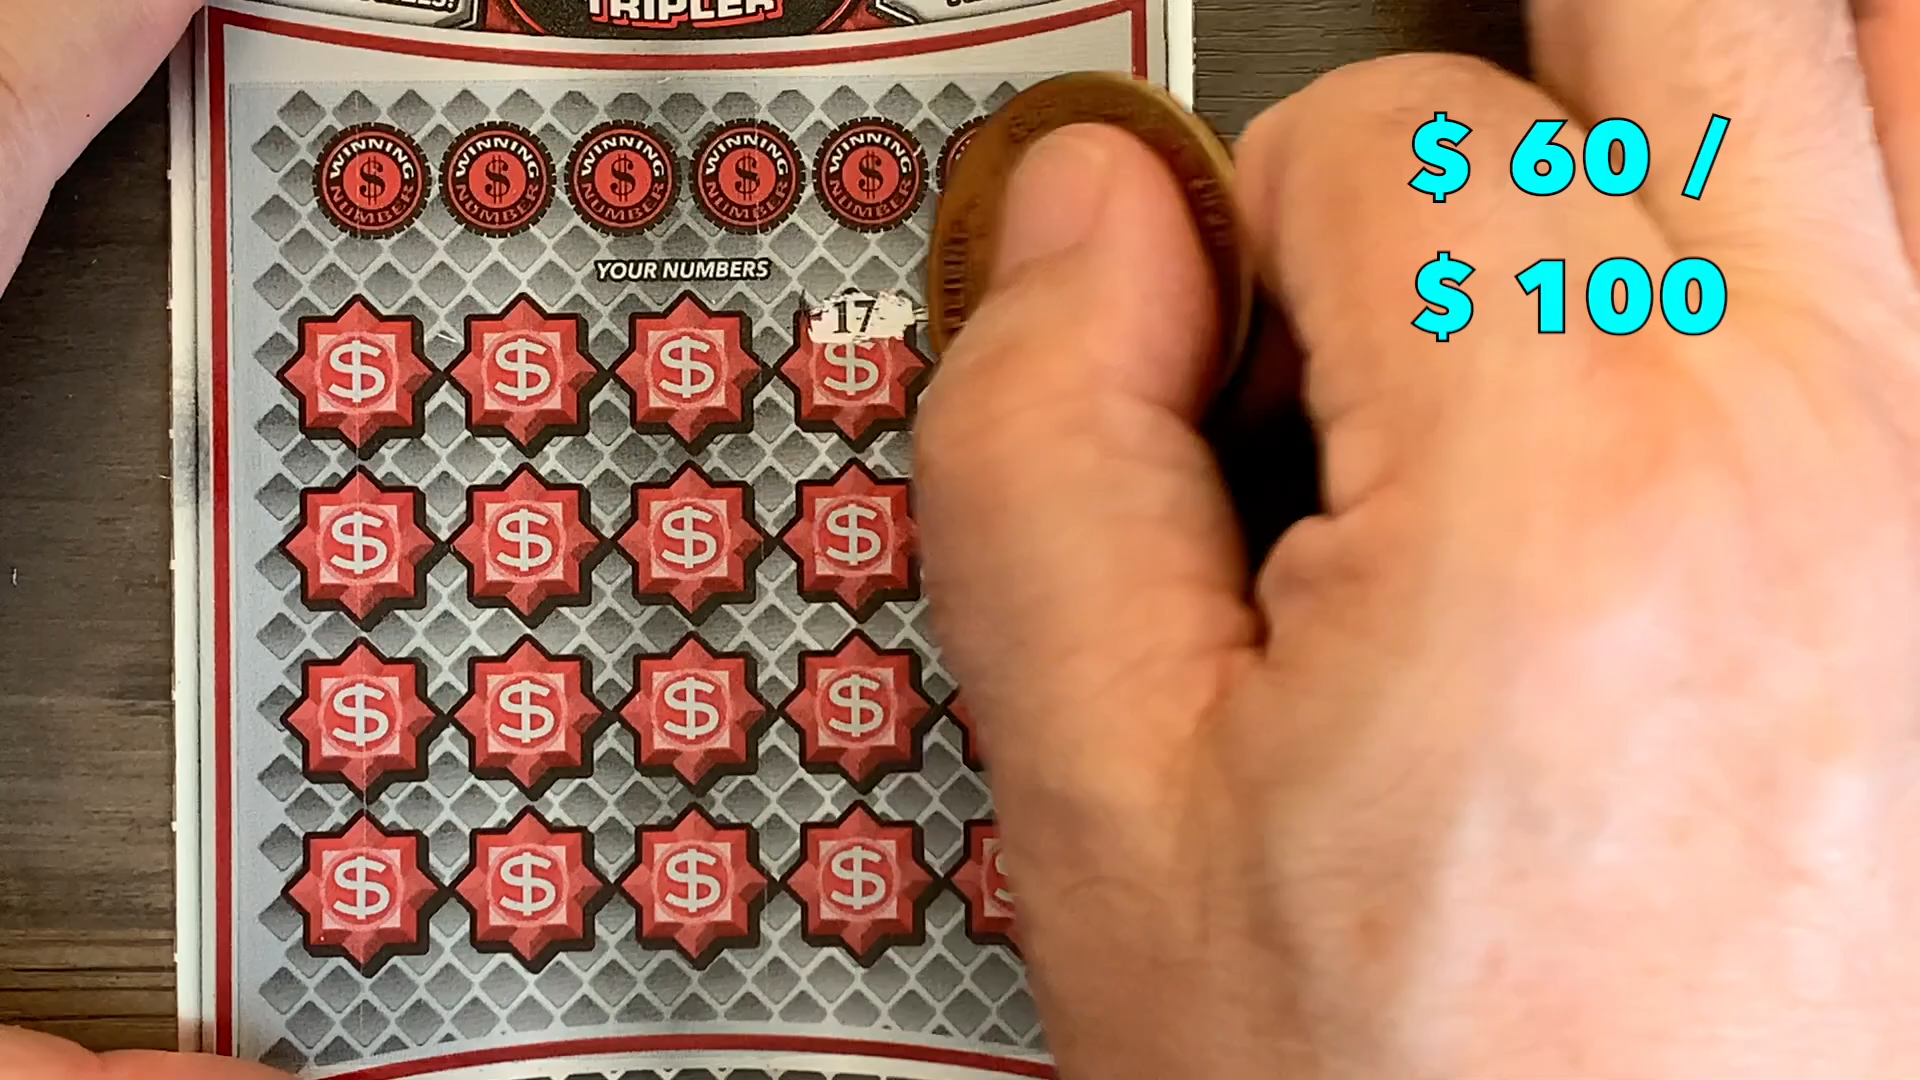 TRIPLER
$ 60 /
$ 100
WINNING $ NUMBER WINNING $ NUMBER WINNING $ NUMBER WINNING $ NUMBER WINNING $ NUMBER
YOUR NUMBERS
17
$ $ $ $
$ $ $ $
$ $ $ $
$ $ $ $ $